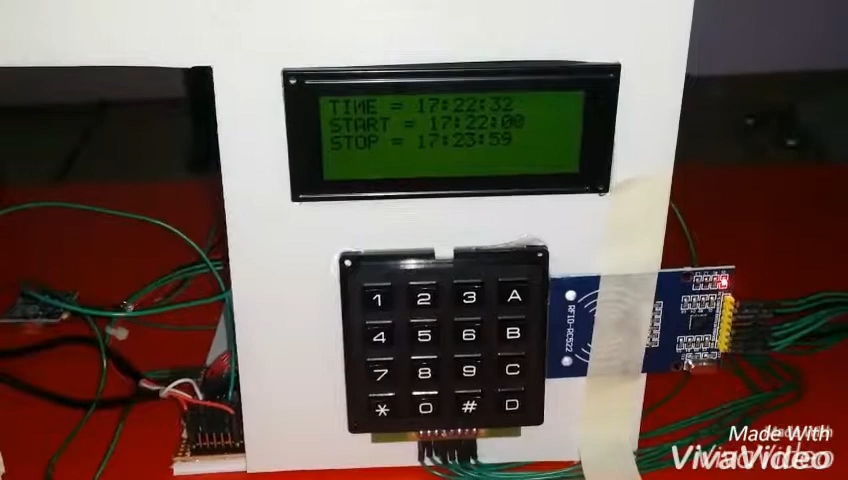 TIME = 17:22:32
START = 17:22:00
STOP = 17:23:59
1 2 3 A
4 5 6 B
7 8 9 C
* 0 # D
RFID-RC522
Made With
VivaVideo